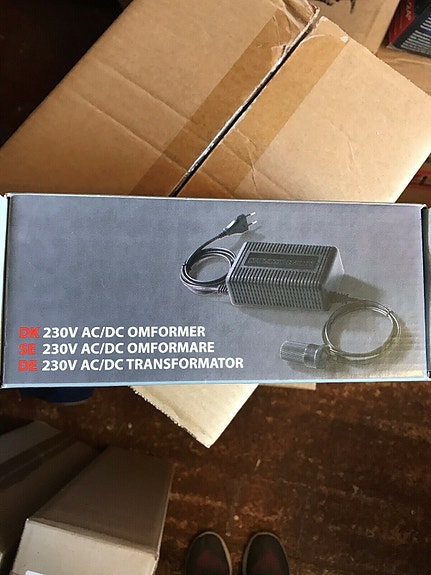 DK 230V AC/DC OMFORMER
SE 230V AC/DC OMFORMARE
DE 230V AC/DC TRANSFORMATOR